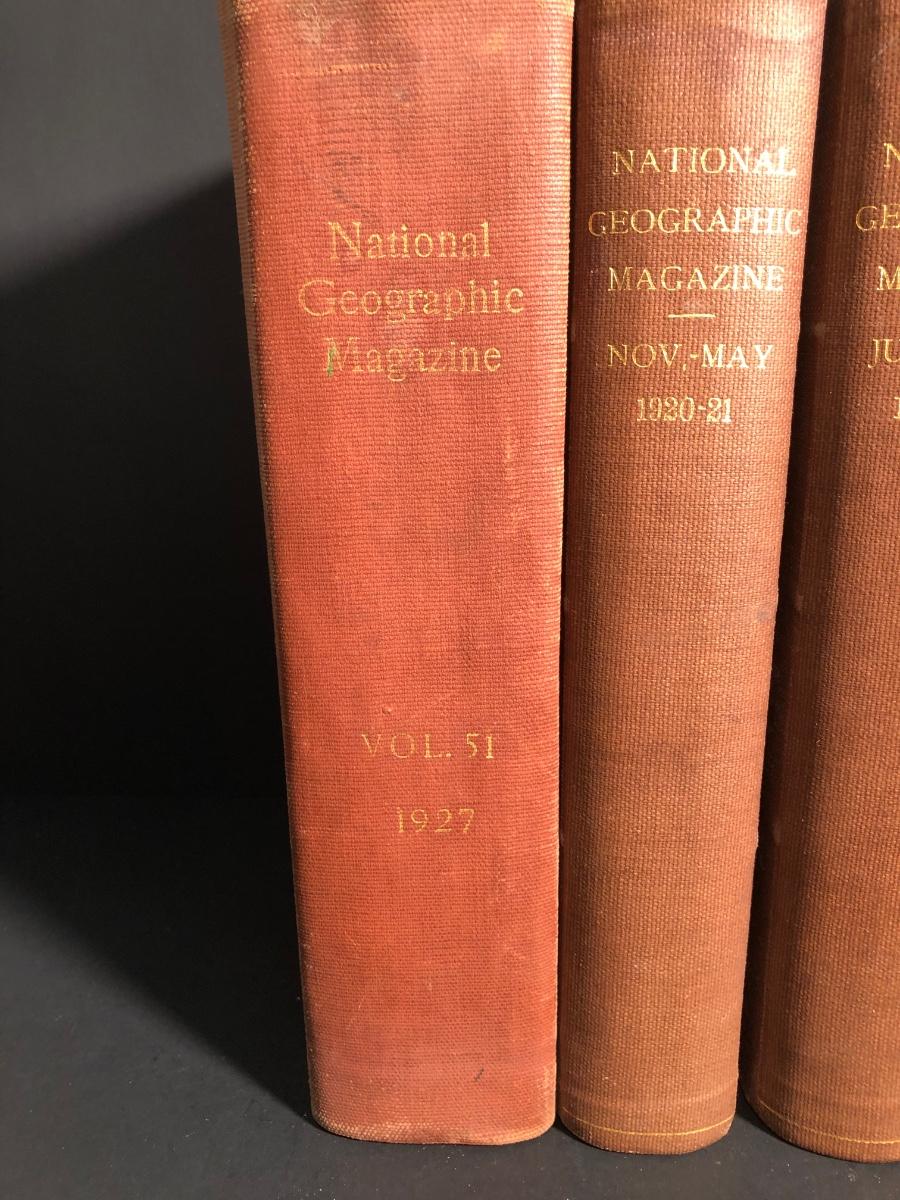 National
Geographic
Magazine
VOL. 51
1927
NATIONAL
GEOGRAPHIC
MAGAZINE
NOV,-MAY
1920-21